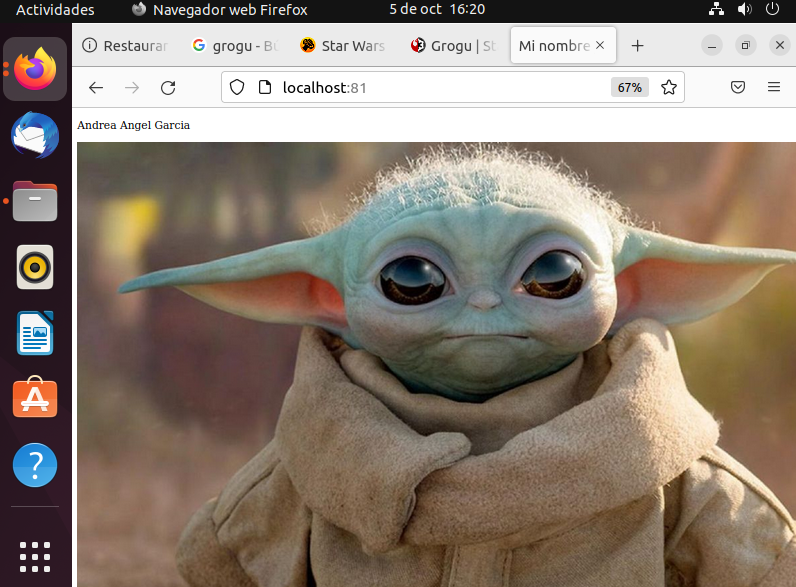 Actividades Navegador web Firefox 5 de oct 16:20
Restaurar grogu - Bú Star Wars Grogu | St Mi nombre
localhost:81 67%
Andrea Angel Garcia